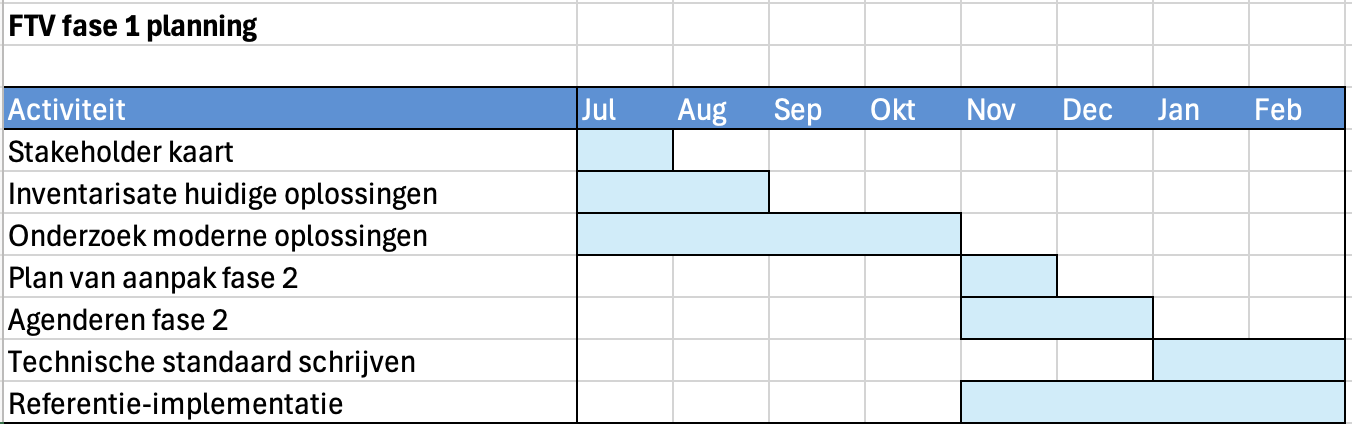 FTV fase 1 planning
Activiteit Jul Aug Sep Okt Nov Dec Jan Feb
Stakeholder kaart
Inventarisate huidige oplossingen
Onderzoek moderne oplossingen
Plan van aanpak fase 2
Agenderen fase 2
Technische standaard schrijven
Referentie-implementatie